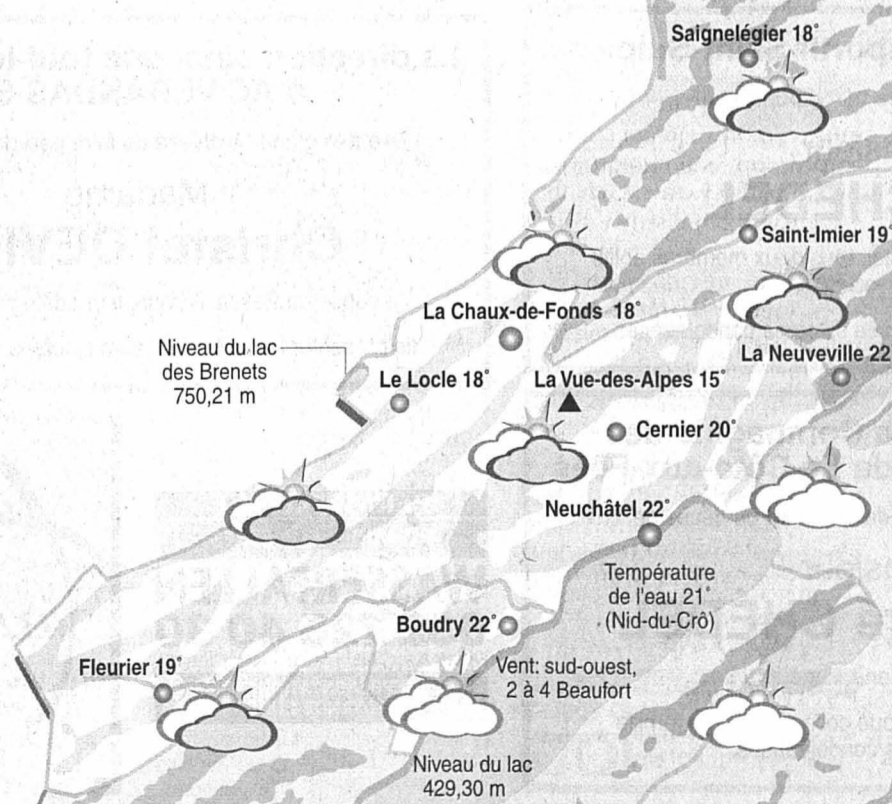 Saignelégier 18°
Saint-Imier 19°
La Chaux-de-Fonds 18°
Niveau du lac
des Brenets
750,21 m
La Neuveville 22
Le Locle 18°
La Vue-des-Alpes 15°
Cernier 20°
Neuchâtel 22°
Température
de l'eau 21°
(Nid-du-Crô)
Boudry 22°
Fleurier 19°
Vent: sud-ouest,
2 à 4 Beaufort
Niveau du lac
429,30 m